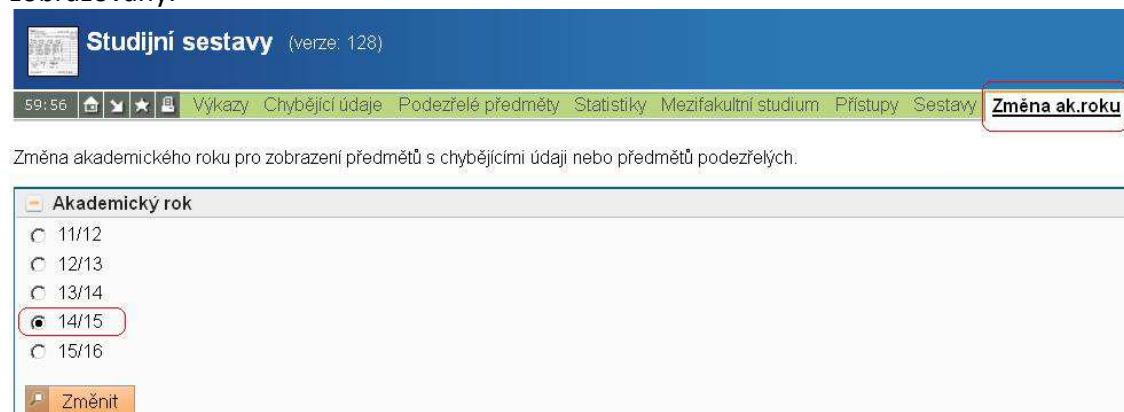 zobrazovány.
Studijní sestavy (verze: 128)
59:56 Výkazy Chybějící údaje Podezřelé předměty Statistiky Mezifakultní studium Přístupy Sestavy Změna ak.roku
Změna akademického roku pro zobrazení předmětů s chybějícími údaji nebo předmětů podezřelých.
Akademický rok
11/12
12/13
13/14
14/15
15/16
Změnit